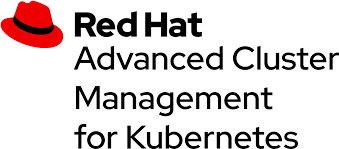 Red Hat
Advanced Cluster
Management
for Kubernetes